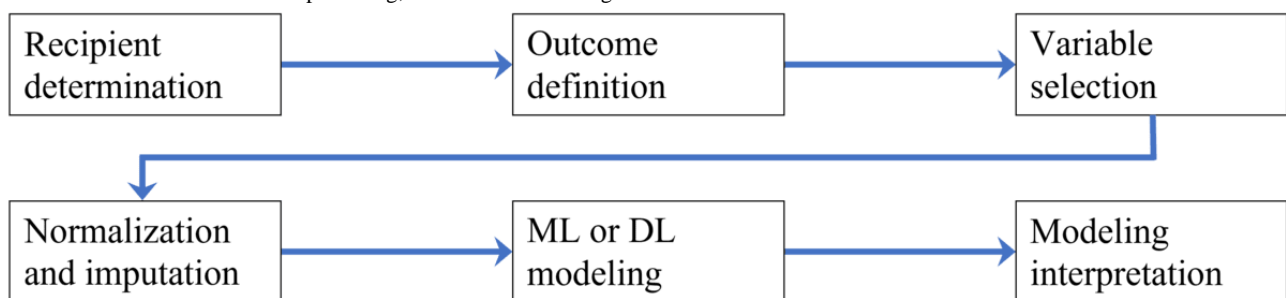 Recipient
determination
Outcome
definition
Variable
selection
Normalization
and imputation
ML or DL
modeling
Modeling
interpretation